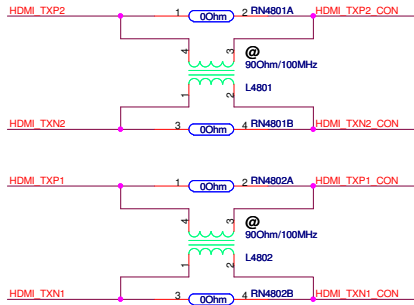 HDMI_TXP2 1 0Ohm 2 RN4801A HDMI_TXP2_CON
4 3 @
90Ohm/100MHz
1 2 L4801
HDMI_TXN2 3 0Ohm 4 RN4801B HDMI_TXN2_CON
HDMI_TXP1 1 0Ohm 2 RN4802A HDMI_TXP1_CON
4 3 @
90Ohm/100MHz
1 2 L4802
HDMI_TXN1 3 0Ohm 4 RN4802B HDMI_TXN1_CON